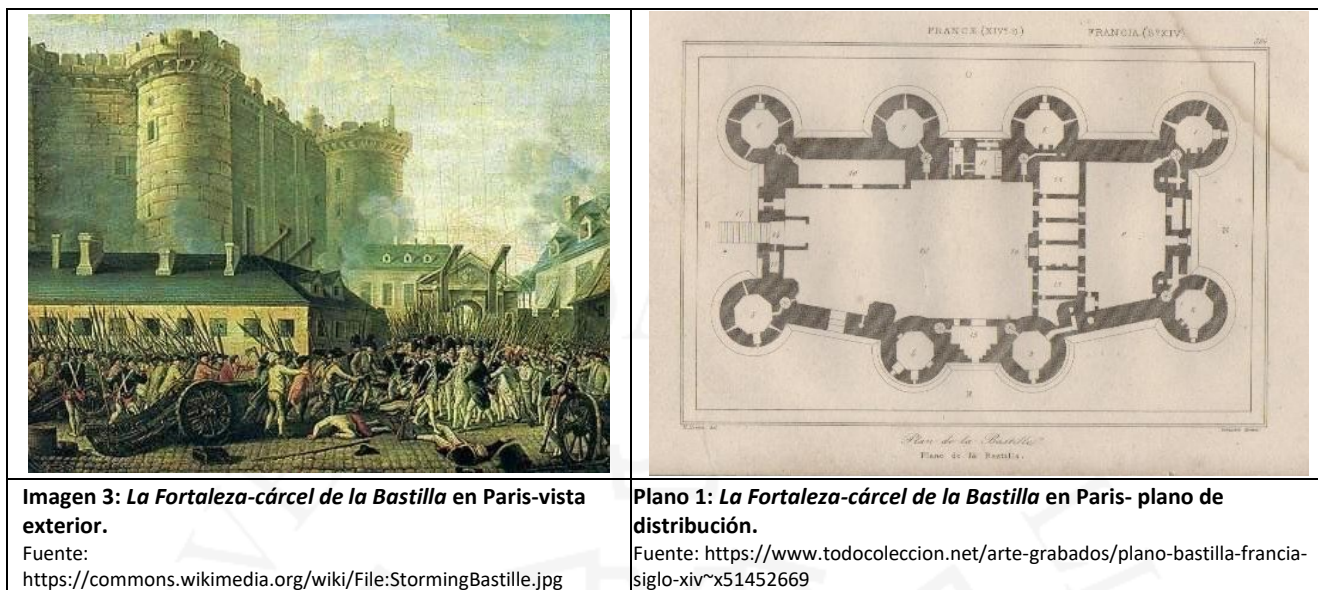 FRANCE (XIVe S)
FRANCIA (So XIV)
Plan de la Bastille
Plano de la Bastilla.
Imagen 3: La Fortaleza-cárcel de la Bastilla en Paris-vista
exterior.
Fuente:
https://commons.wikimedia.org/wiki/File:StormingBastille.jpg
Plano 1: La Fortaleza-cárcel de la Bastilla en Paris- plano de
distribución.
Fuente: https://www.todocoleccion.net/arte-grabados/plano-bastilla-francia-
siglo-xiv~x51452669